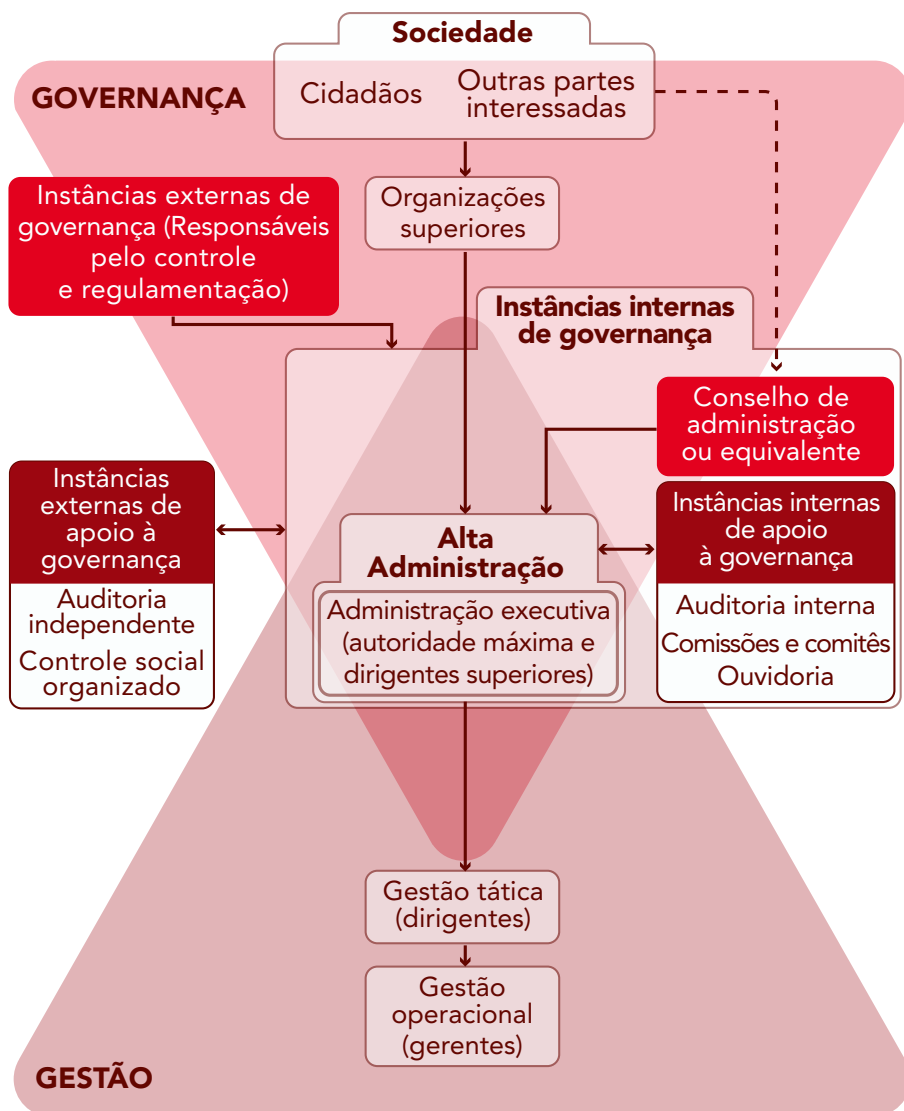 Sociedade
GOVERNANÇA
Cidadãos
Outras partes
interessadas
Instâncias externas de
governança (Responsáveis
pelo controle
e regulamentação)
Organizações
superiores
Instâncias internas
de governança
Conselho de
administração
ou equivalente
Instâncias
externas de
apoio à
governança
Auditoria
independente
Controle social
organizado
Alta
Administração
Administração executiva
(autoridade máxima e
dirigentes superiores)
Instâncias internas
de apoio
à governança
Auditoria interna
Comissões e comitês
Ouvidoria
Gestão tática
(dirigentes)
Gestão
operacional
(gerentes)
GESTÃO